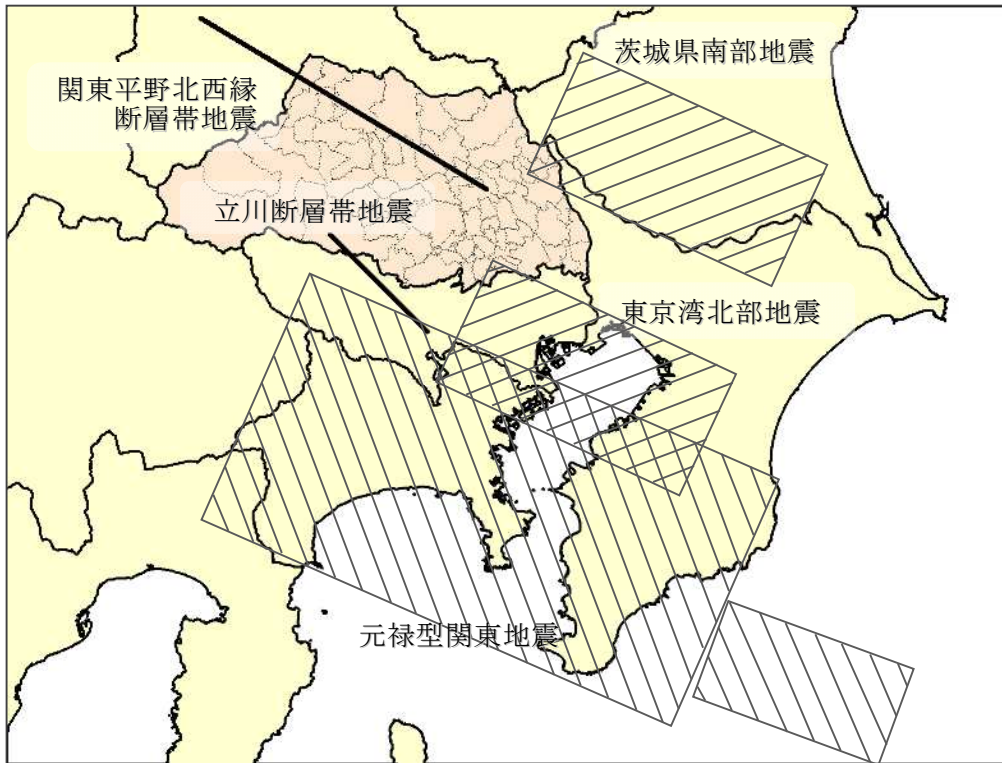 茨城県南部地震
関東平野北西縁
断層帯地震
立川断層帯地震
東京湾北部地震
元禄型関東地震